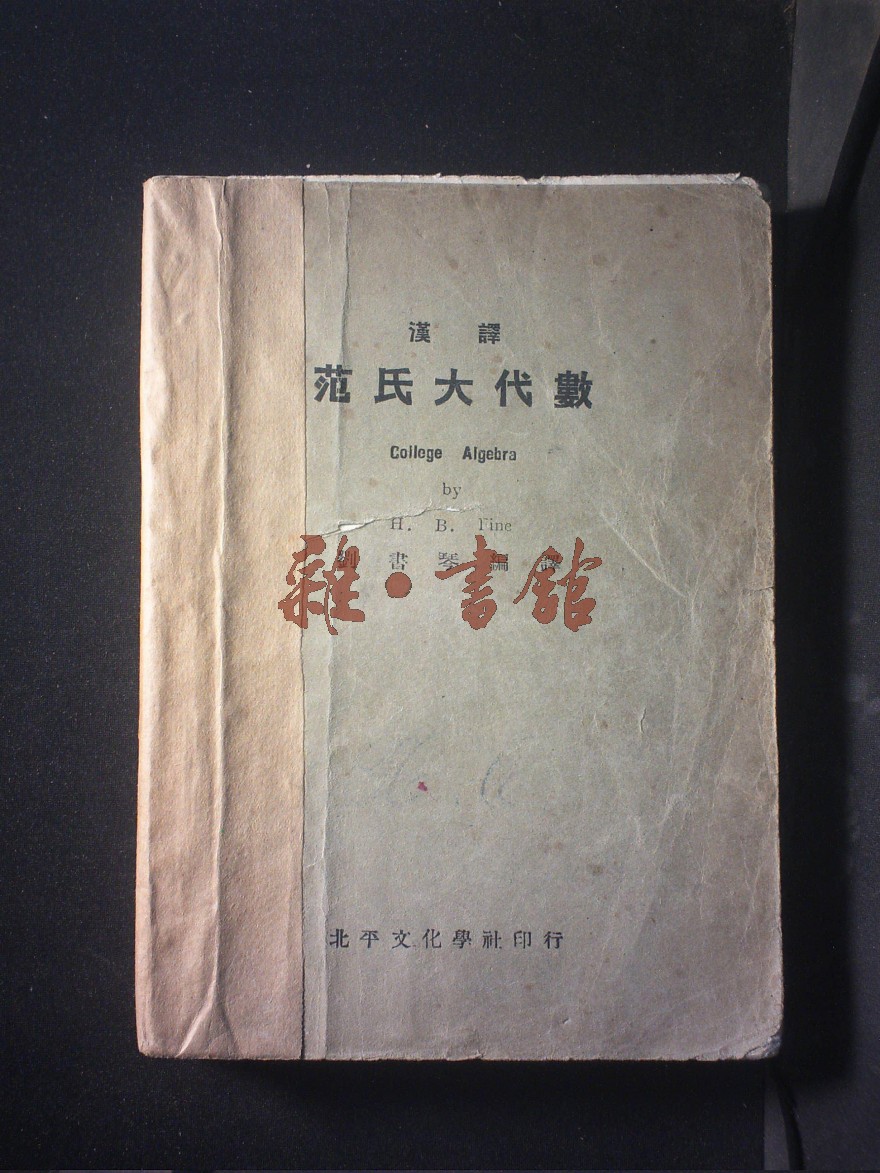 漢 譯
范氏大代數
College Algebra
by
H. B. Fine
劉書琴編譯
雜·書館
北平文化學社印行